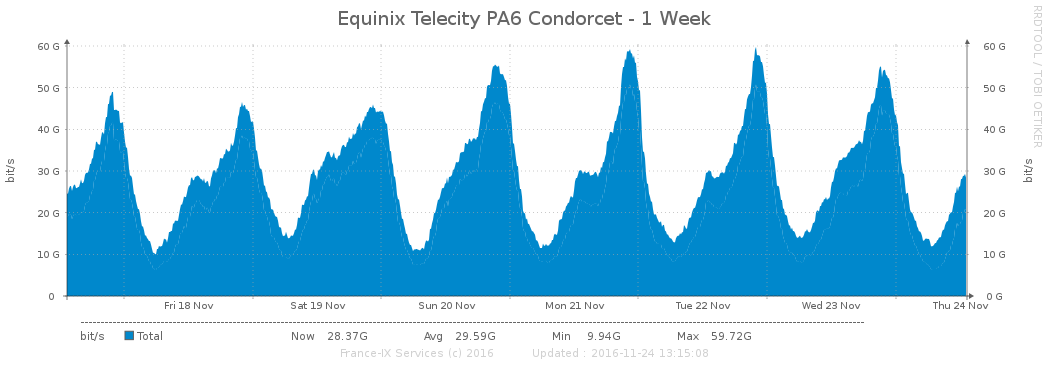 Equinix Telecity PA6 Condorcet - 1 Week
RRDTOOL / TOBI OETIKER
bit/s
60 G
50 G
40 G
30 G
20 G
10 G
0
60 G
50 G
40 G
30 G
20 G
10 G
0 G
bit/s
Fri 18 Nov Sat 19 Nov Sun 20 Nov Mon 21 Nov Tue 22 Nov Wed 23 Nov Thu 24 Nov
bit/s Total Now 28.37G Avg 29.59G Min 9.94G Max 59.72G
France-IX Services (c) 2016 Updated : 2016-11-24 13:15:08